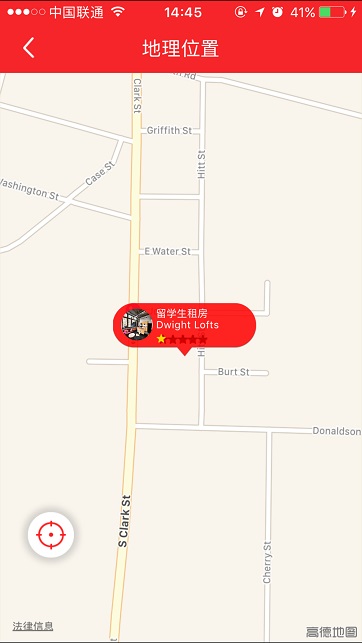 中国联通 14:45 41%
地理位置
Rd
Clark St
Griffith St
Hitt St
Case St
Washington St
E Water St
留学生租房
Dwight Lofts
Burt St
Donaldson
S Clark St
Cherry St
法律信息
高德地图